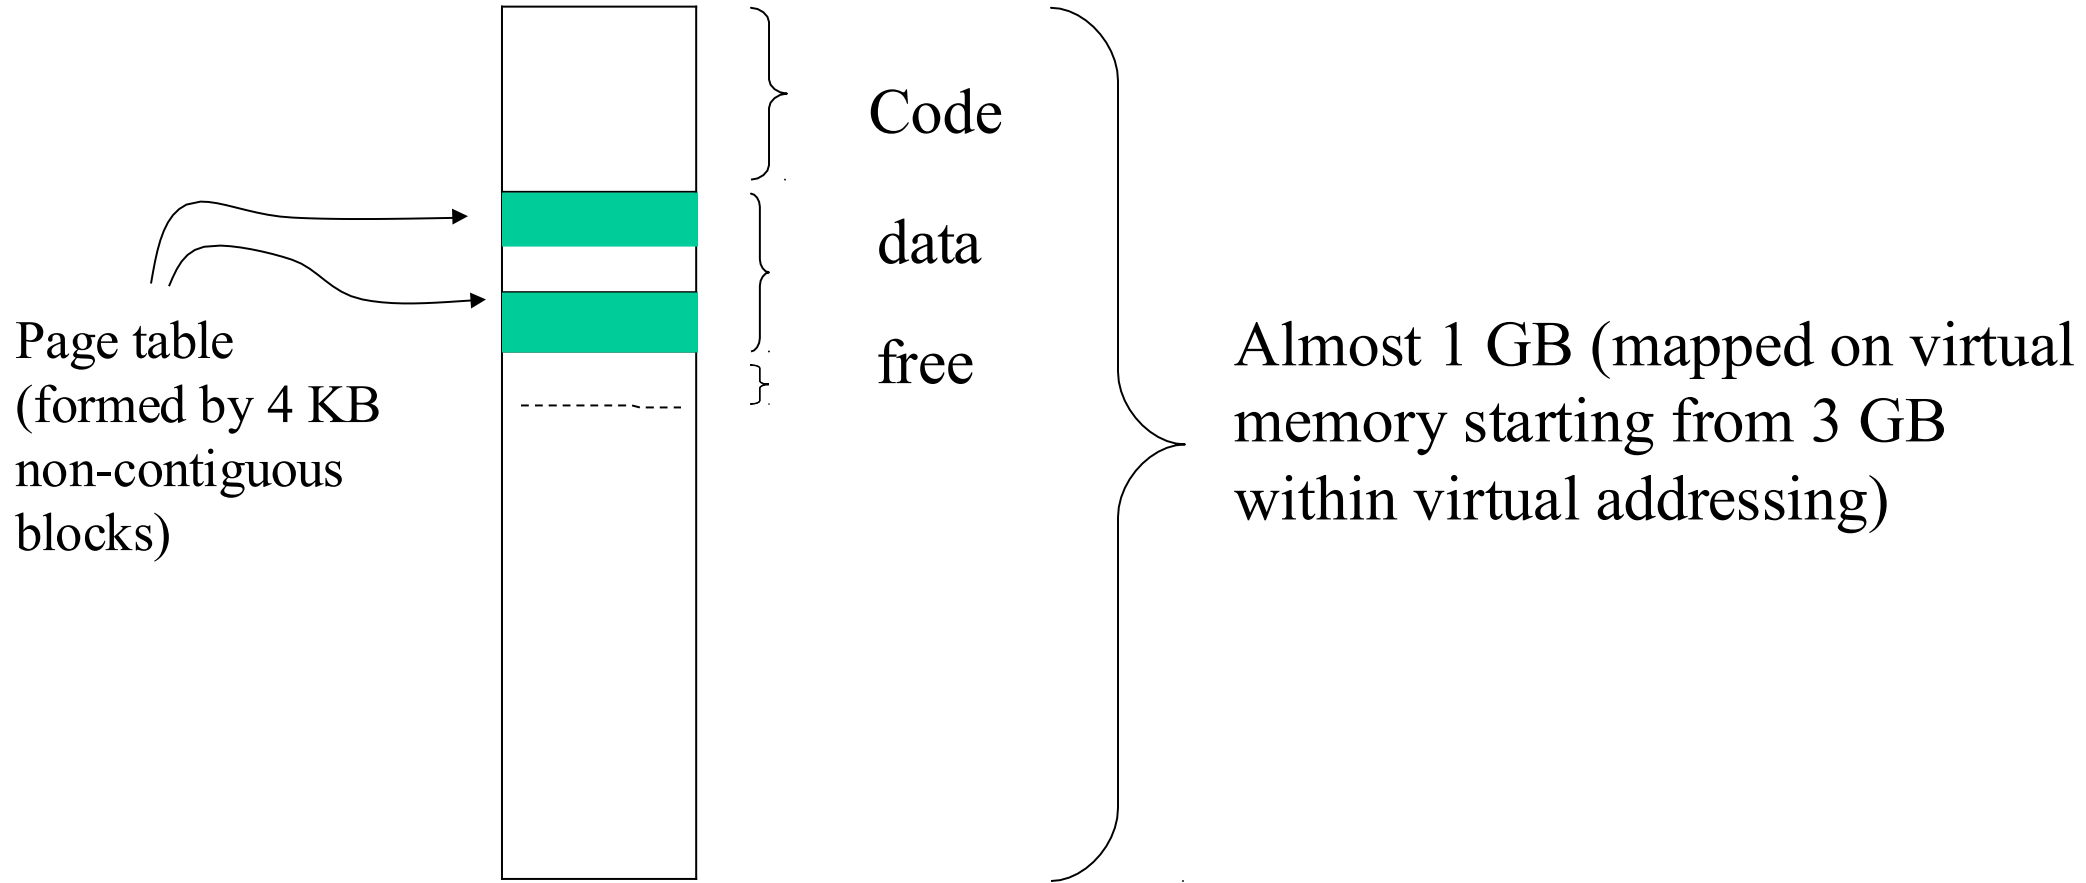 Code
data
free
Page table
(formed by 4 KB
non-contiguous
blocks)
Almost 1 GB (mapped on virtual
memory starting from 3 GB
within virtual addressing)